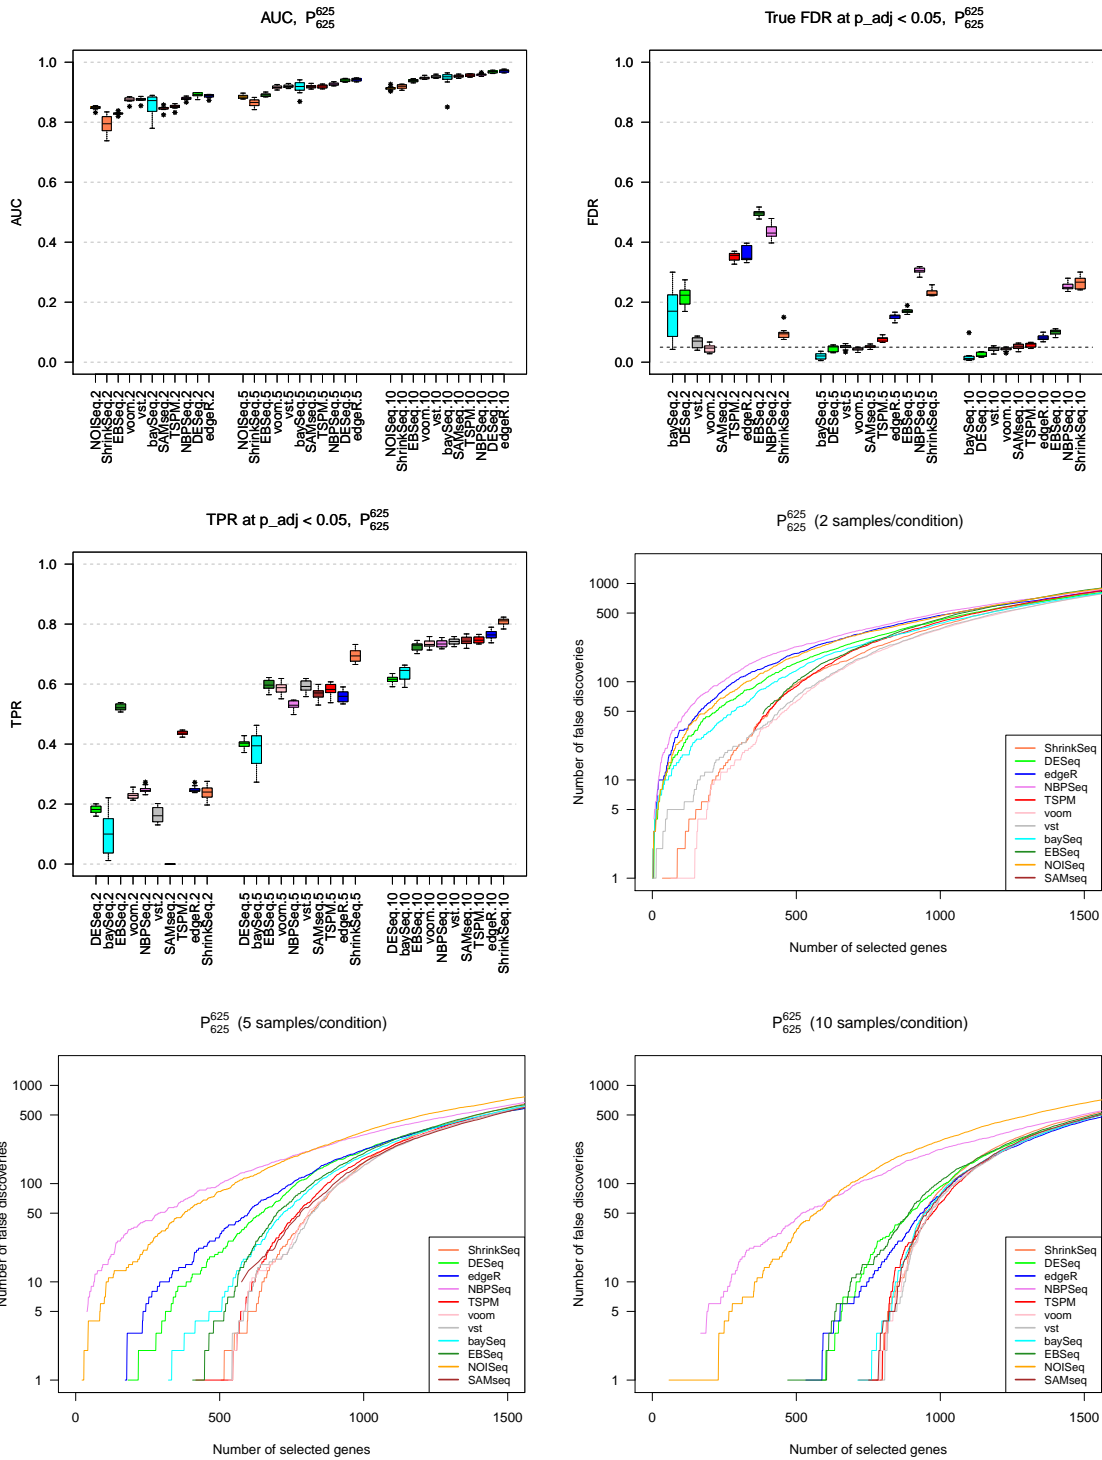 AUC, P 625 625
AUC
1.0
0.8
0.6
0.4
0.2
0.0
NOISeq.2
ShrinkSeq.2
EBSeq.2
voom.2
vst.2
baySeq.2
SAMseq.2
TSPM.2
NBPSeq.2
DESeq.2
edgeR.2
NOISeq.5
ShrinkSeq.5
EBSeq.5
voom.5
vst.5
baySeq.5
SAMseq.5
TSPM.5
NBPSeq.5
DESeq.5
edgeR.5
NOISeq.10
ShrinkSeq.10
EBSeq.10
voom.10
vst.10
baySeq.10
SAMseq.10
TSPM.10
NBPSeq.10
DESeq.10
edgeR.10
True FDR at p_adj < 0.05, P 625 625
FDR
1.0
0.8
0.6
0.4
0.2
0.0
baySeq.2
DESeq.2
vst.2
voom.2
SAMseq.2
TSPM.2
edgeR.2
EBSeq.2
NBPSeq.2
ShrinkSeq.2
baySeq.5
DESeq.5
vst.5
voom.5
SAMseq.5
TSPM.5
edgeR.5
EBSeq.5
NBPSeq.5
ShrinkSeq.5
baySeq.10
DESeq.10
vst.10
voom.10
SAMseq.10
TSPM.10
edgeR.10
EBSeq.10
NBPSeq.10
ShrinkSeq.10
TPR at p_adj < 0.05, P 625 625
TPR
1.0
0.8
0.6
0.4
0.2
0.0
DESeq.2
baySeq.2
EBSeq.2
voom.2
NBPSeq.2
vst.2
SAMseq.2
TSPM.2
edgeR.2
ShrinkSeq.2
DESeq.5
baySeq.5
EBSeq.5
voom.5
NBPSeq.5
vst.5
SAMseq.5
TSPM.5
edgeR.5
ShrinkSeq.5
DESeq.10
baySeq.10
EBSeq.10
voom.10
NBPSeq.10
vst.10
SAMseq.10
TSPM.10
edgeR.10
ShrinkSeq.10
P 625 625 (2 samples/condition)
Number of false discoveries
1000
500
100
50
10
5
1
0 500 1000 1500
Number of selected genes
ShrinkSeq
DESeq
edgeR
NBPSeq
TSPM
voom
vst
baySeq
EBSeq
NOISeq
SAMseq
P 625 625 (5 samples/condition)
Number of false discoveries
1000
500
100
50
10
5
1
0 500 1000 1500
Number of selected genes
ShrinkSeq
DESeq
edgeR
NBPSeq
TSPM
voom
vst
baySeq
EBSeq
NOISeq
SAMseq
P 625 625 (10 samples/condition)
Number of false discoveries
1000
500
100
50
10
5
1
0 500 1000 1500
Number of selected genes
ShrinkSeq
DESeq
edgeR
NBPSeq
TSPM
voom
vst
baySeq
EBSeq
NOISeq
SAMseq